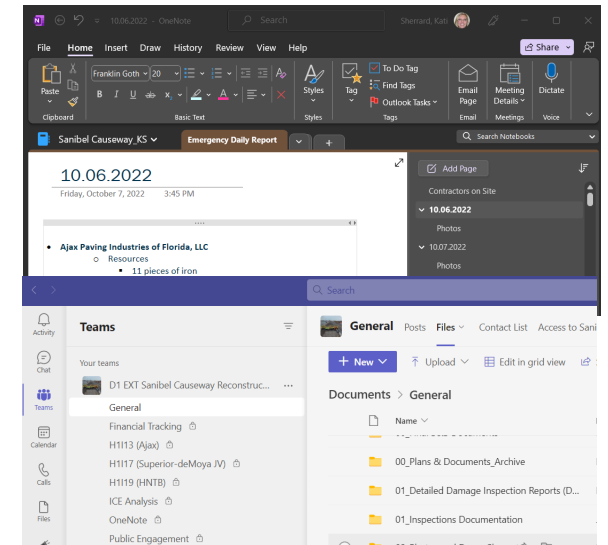 10.06.2022 - OneNote
Search
Sherrard, Kati
File Home Insert Draw History Review View Help
Share
Paste
Franklin Goth 20
B I U ab x
Styles
Tag
To Do Tag
Find Tags
Outlook Tasks
Email Page
Meeting Details
Dictate
Clipboard Basic Text Styles Tags Email Meetings Voice
Sanibel Causeway_KS
Emergency Daily Report
+
Search Notebooks
10.06.2022
Friday, October 7, 2022 3:45 PM
• Ajax Paving Industries of Florida, LLC
o Resources
▪ 11 pieces of iron
Add Page
Contractors on Site
10.06.2022
Photos
10.07.2022
Photos
Search
Activity
Chat
Teams
Calendar
Calls
Files
Teams
Your teams
D1 EXT Sanibel Causeway Reconstruc... ...
General
Financial Tracking
H1I13 (Ajax)
H1I17 (Superior-deMoya JV)
H1I19 (HNTB)
ICE Analysis
OneNote
Public Engagement
General Posts Files Contact List Access to Sani
+ New Upload Edit in grid view
Documents > General
Name
00_Plans & Documents_Archive
01_Detailed Damage Inspection Reports (D...
01_Inspections Documentation